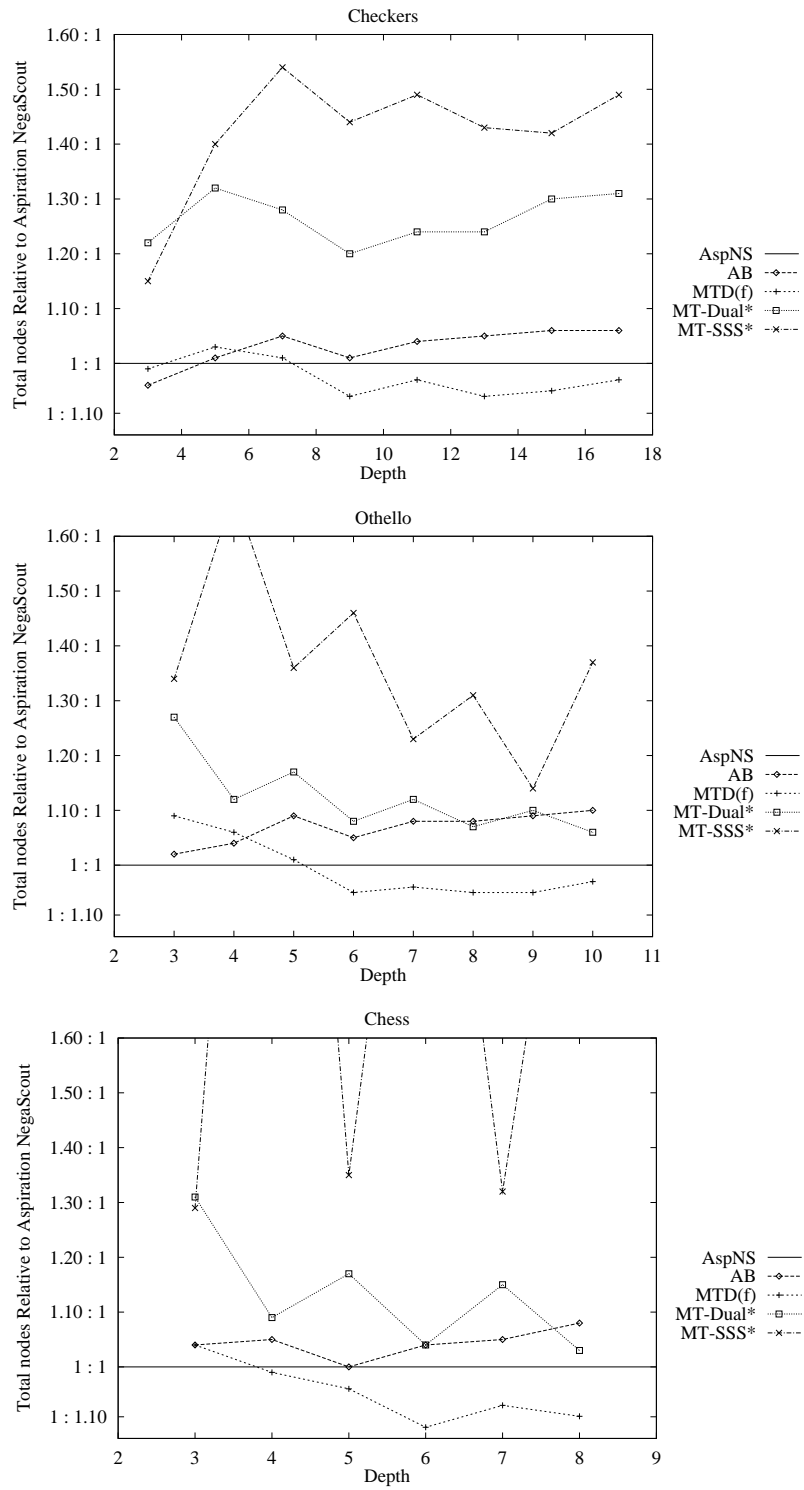 Checkers
Total nodes Relative to Aspiration NegaScout
1.60 : 1
1.50 : 1
1.40 : 1
1.30 : 1
1.20 : 1
1.10 : 1
1 : 1
1 : 1.10
2 4 6 8 10 12 14 16 18
Depth
AspNS
AB
MTD(f)
MT-Dual*
MT-SSS*
Othello
Total nodes Relative to Aspiration NegaScout
1.60 : 1
1.50 : 1
1.40 : 1
1.30 : 1
1.20 : 1
1.10 : 1
1 : 1
1 : 1.10
2 3 4 5 6 7 8 9 10 11
Depth
AspNS
AB
MTD(f)
MT-Dual*
MT-SSS*
Chess
Total nodes Relative to Aspiration NegaScout
1.60 : 1
1.50 : 1
1.40 : 1
1.30 : 1
1.20 : 1
1.10 : 1
1 : 1
1 : 1.10
2 3 4 5 6 7 8 9
Depth
AspNS
AB
MTD(f)
MT-Dual*
MT-SSS*